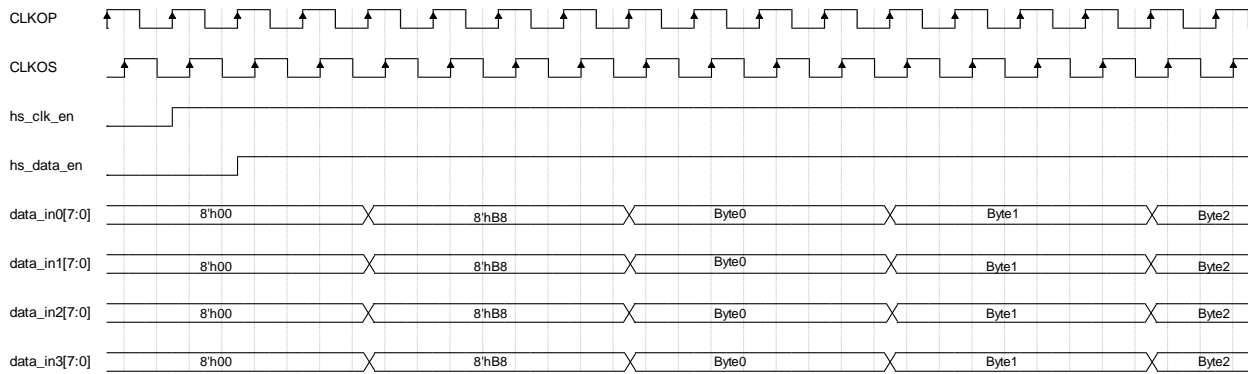 CLKOP
CLKOS
hs_clk_en
hs_data_en
data_in0[7:0] 8'h00 8'hB8 Byte0 Byte1 Byte2
data_in1[7:0] 8'h00 8'hB8 Byte0 Byte1 Byte2
data_in2[7:0] 8'h00 8'hB8 Byte0 Byte1 Byte2
data_in3[7:0] 8'h00 8'hB8 Byte0 Byte1 Byte2